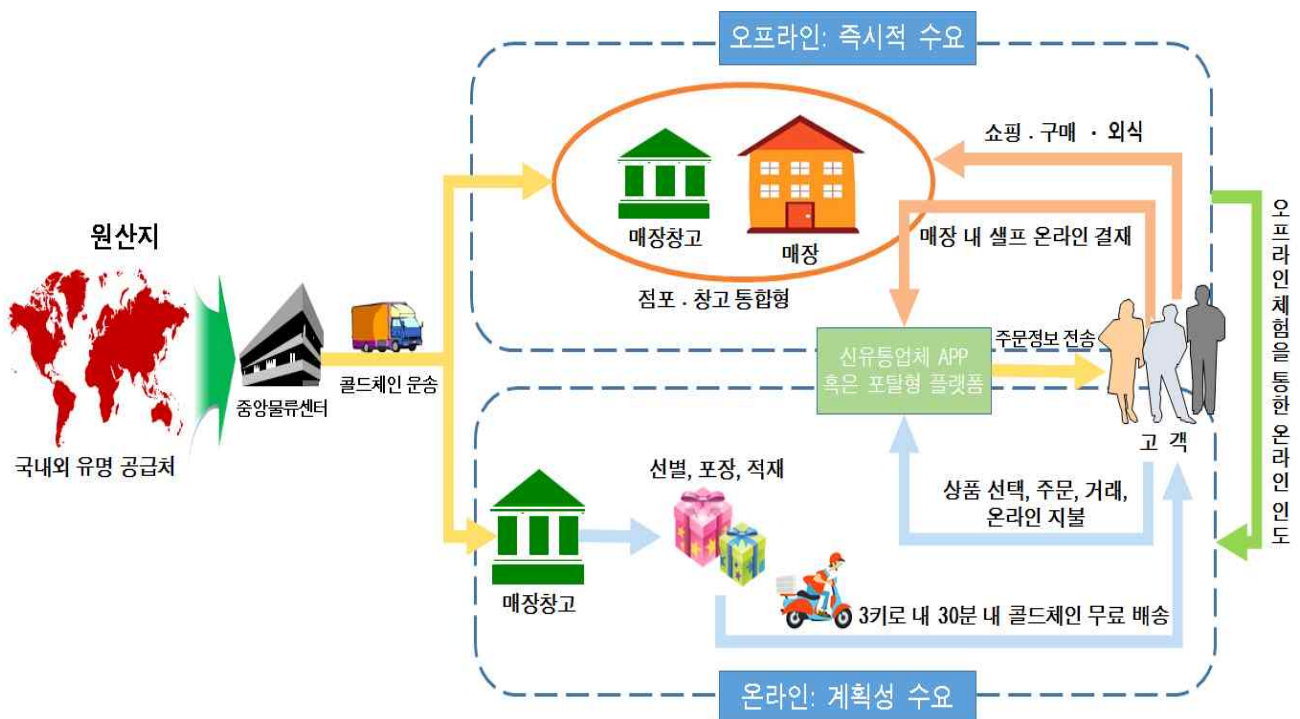 오프라인: 즉시적 수요
쇼핑 . 구매 · 외식
매장창고
매장
매장 내 샐프 온라인 결재
점포 . 창고 통합형
원산지
국내외 유명 공급처
중앙물류센터
콜드체인 운송
신유통업체 APP
혹은 포탈형 플랫폼
주문정보 전송
고 객
오프라인 체험을 통한 온라인 인도
선별, 포장, 적재
상품 선택, 주문, 거래,
온라인 지불
매장창고
3키로 내 30분 내 콜드체인 무료 배송
온라인: 계획성 수요